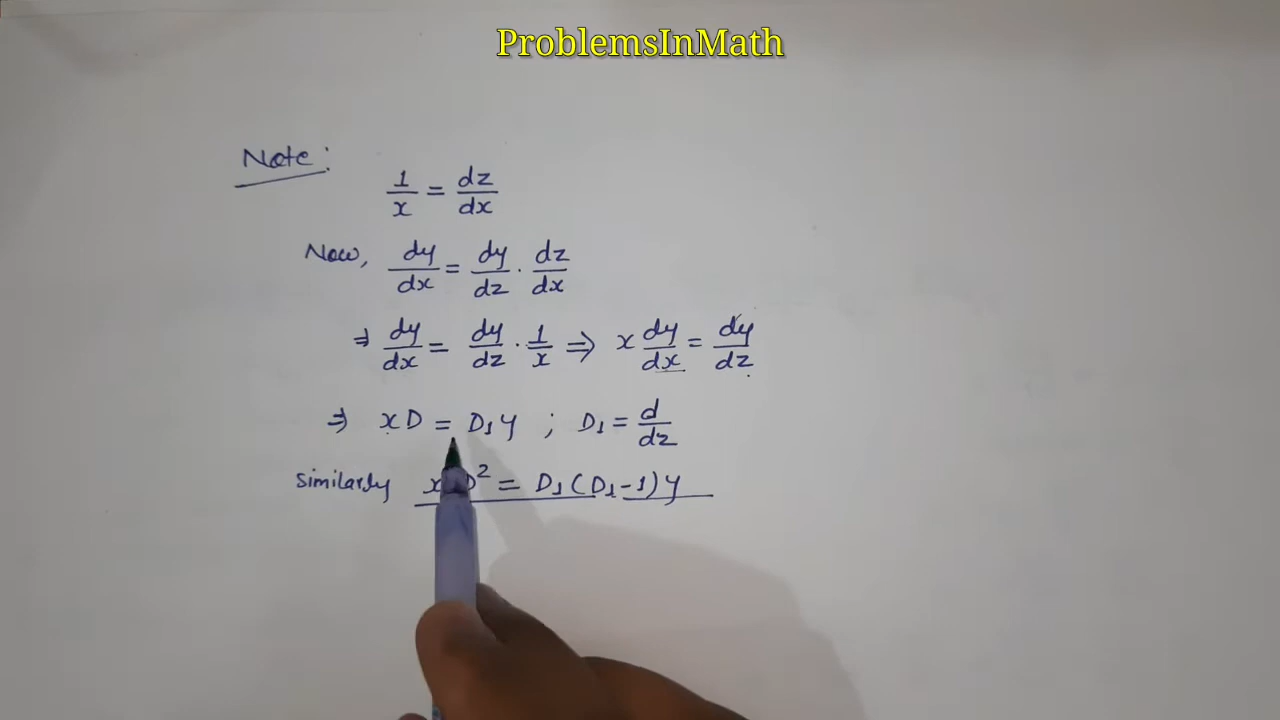 ProblemsInMath
Note:
1/x = dz/dx
Now, dy/dx = dy/dz · dz/dx
⇒ dy/dx = dy/dz · 1/x ⇒ x dy/dx = dy/dz
⇒ xD = D₁y ; D₁ = d/dz
Similarly x D² = D₁(D₁-1)y